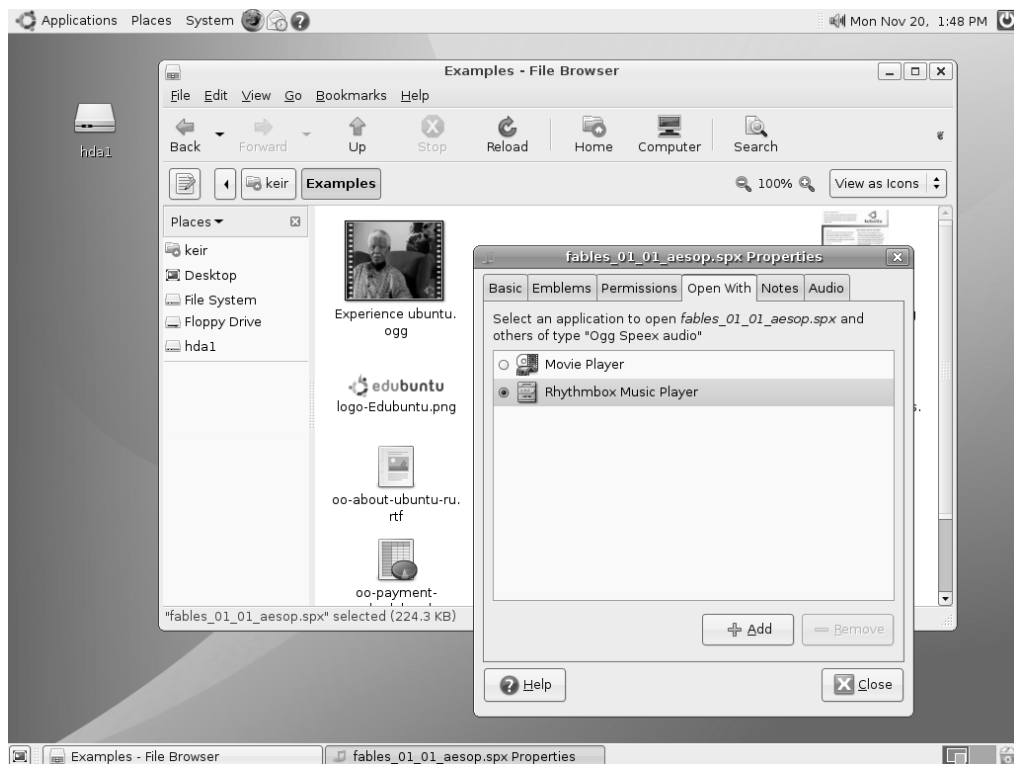 Applications Places System
Mon Nov 20, 1:48 PM
hda1
Examples - File Browser
File Edit View Go Bookmarks Help
Back Forward Up Stop Reload Home Computer Search
keir Examples 100% View as Icons
Places
keir
Desktop
File System
Floppy Drive
hda1
Experience ubuntu.
ogg
edubuntu
logo-Edubuntu.png
oo-about-ubuntu-ru.
rtf
oo-payment-
"fables_01_01_aesop.spx" selected (224.3 KB)
fables_01_01_aesop.spx Properties
Basic Emblems Permissions Open With Notes Audio
Select an application to open fables_01_01_aesop.spx and
others of type "Ogg Speex audio"
Movie Player
Rhythmbox Music Player
Add Remove
Help Close
Examples - File Browser fables_01_01_aesop.spx Properties